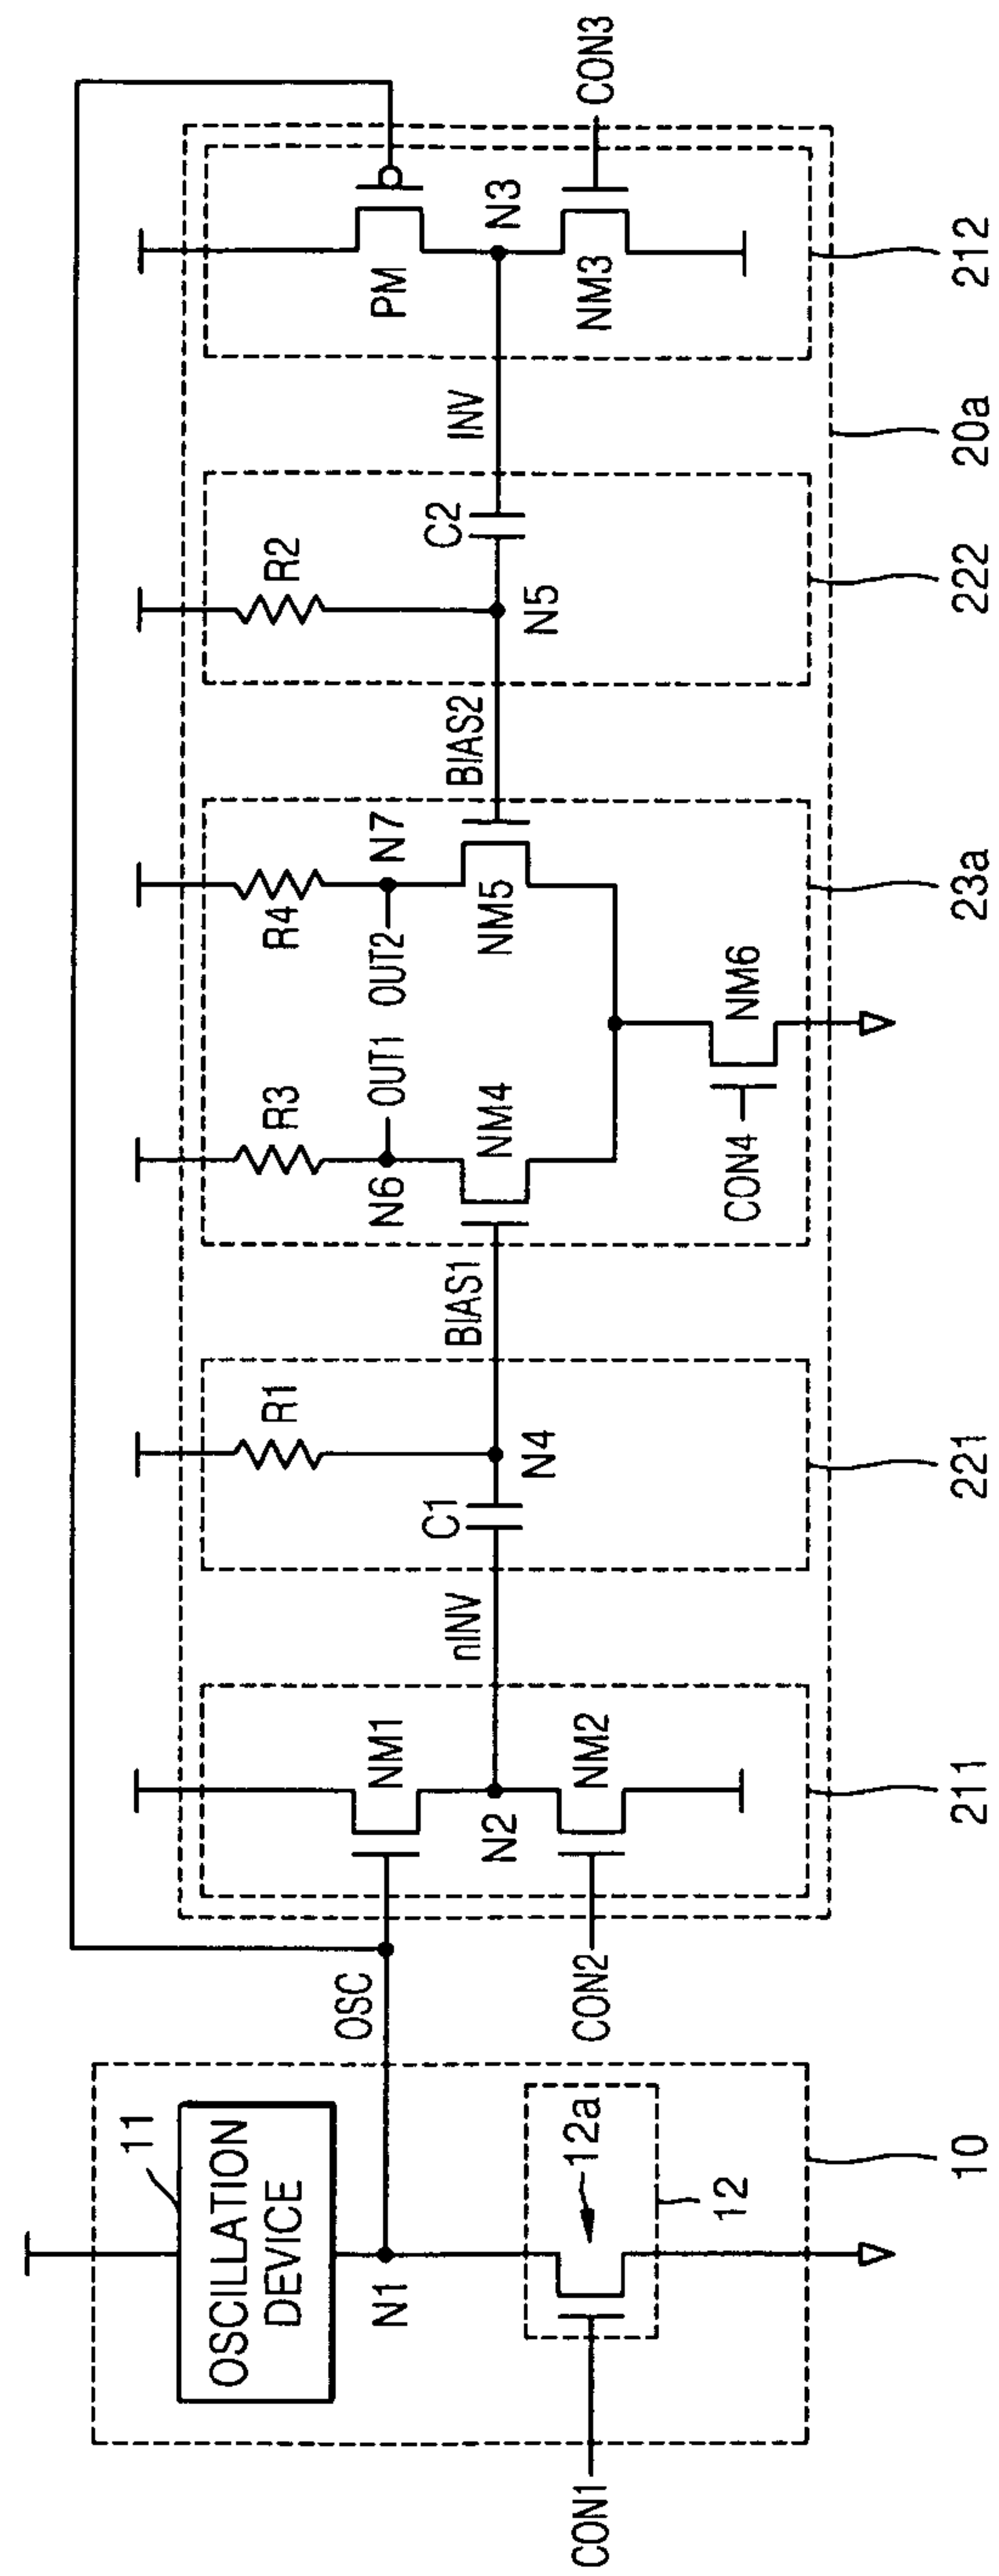 11
OSCILLATION
DEVICE
N1
12a
12
CON1
10
OSC
CON2
NM1
N2
NM2
211
nINV
C1
R1
N4
221
BIAS1
R3
N6
OUT1
NM4
R4
N7
OUT2
NM5
CON4
NM6
23a
BIAS2
R2
C2
N5
222
INV
20a
PM
N3
NM3
CON3
212